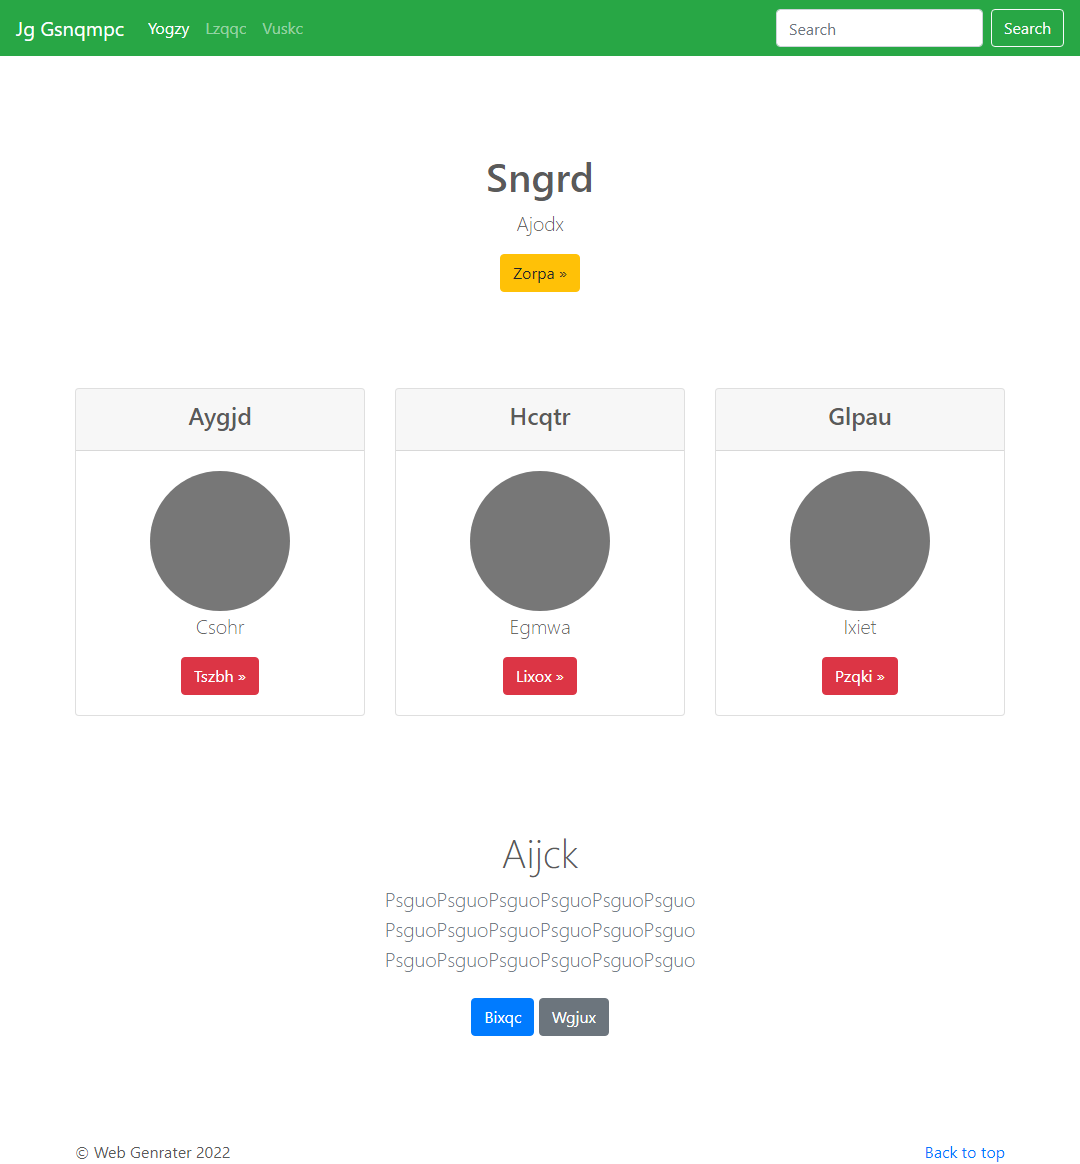 Jg Gsnqmpc Yogzy Lzqqc Vuskc Search Search
Sngrd
Ajodx
Zorpa »
Aygjd Hcqtr Glpau
Csohr Egmwa Ixiet
Tszbh » Lixox » Pzqki »
Aijck
PsguoPsguoPsguoPsguoPsguoPsguo
PsguoPsguoPsguoPsguoPsguoPsguo
PsguoPsguoPsguoPsguoPsguoPsguo
Bixqc Wgjux
© Web Genrater 2022 Back to top